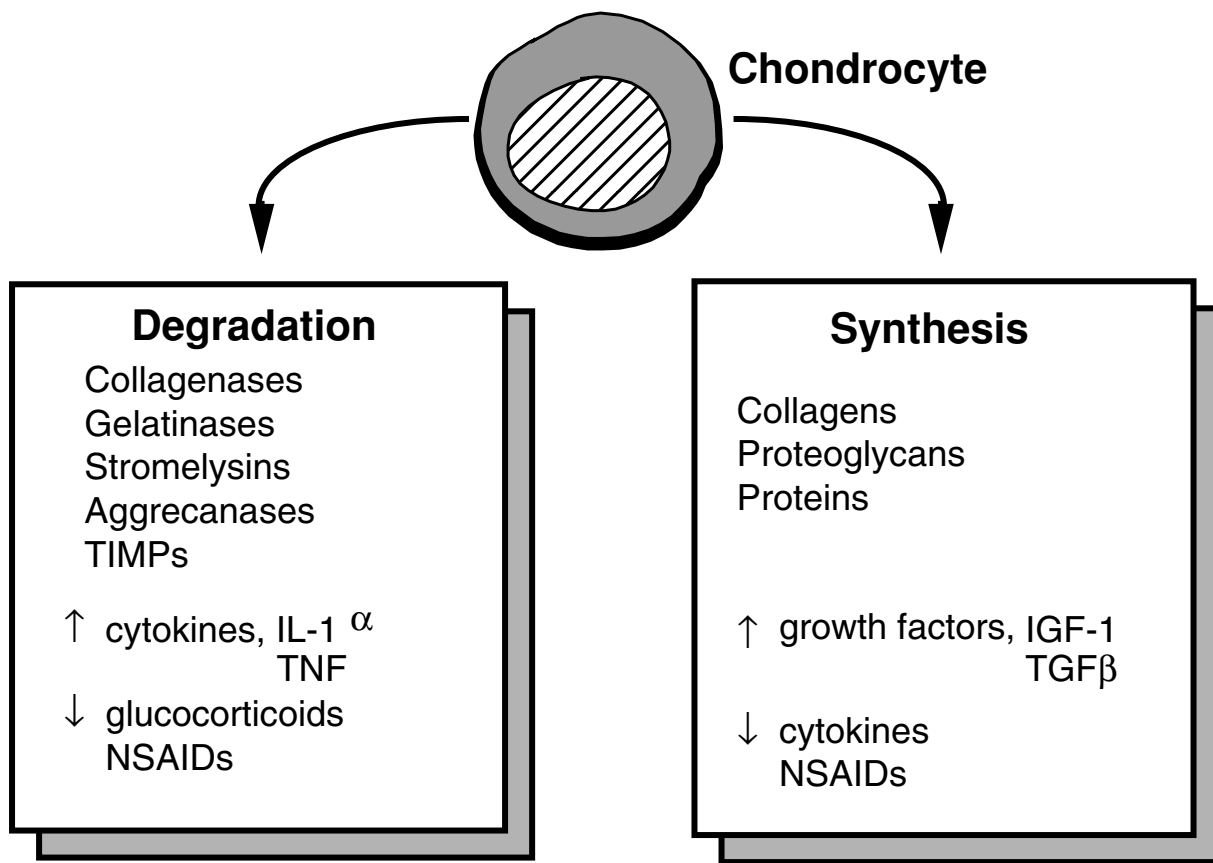 Chondrocyte
Degradation
Collagenases
Gelatinases
Stromelysins
Aggrecanases
TIMPs
↑ cytokines, IL-1 α
TNF
↓ glucocorticoids
NSAIDs
Synthesis
Collagens
Proteoglycans
Proteins
↑ growth factors, IGF-1
TGFβ
↓ cytokines
NSAIDs